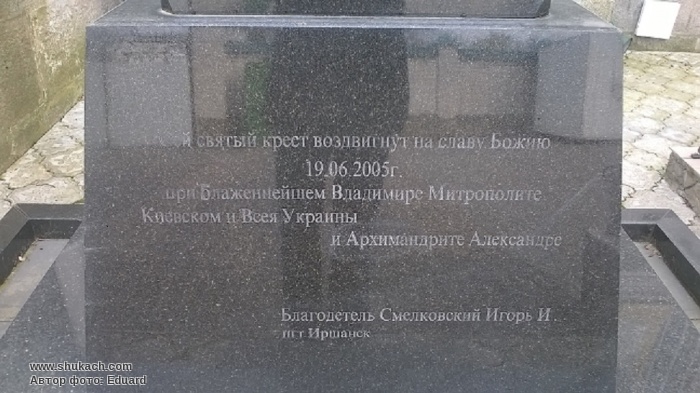 святый крест воздвигнут на славу Божию
19.06.2005г.
при Блаженнейшем Владимире Митрополите
Киевском и Всея Украины
и Архимандрите Александре
Благодетель Смелковский Игорь И
пгт Иршанск
www.shukach.com
Автор фото: Eduard